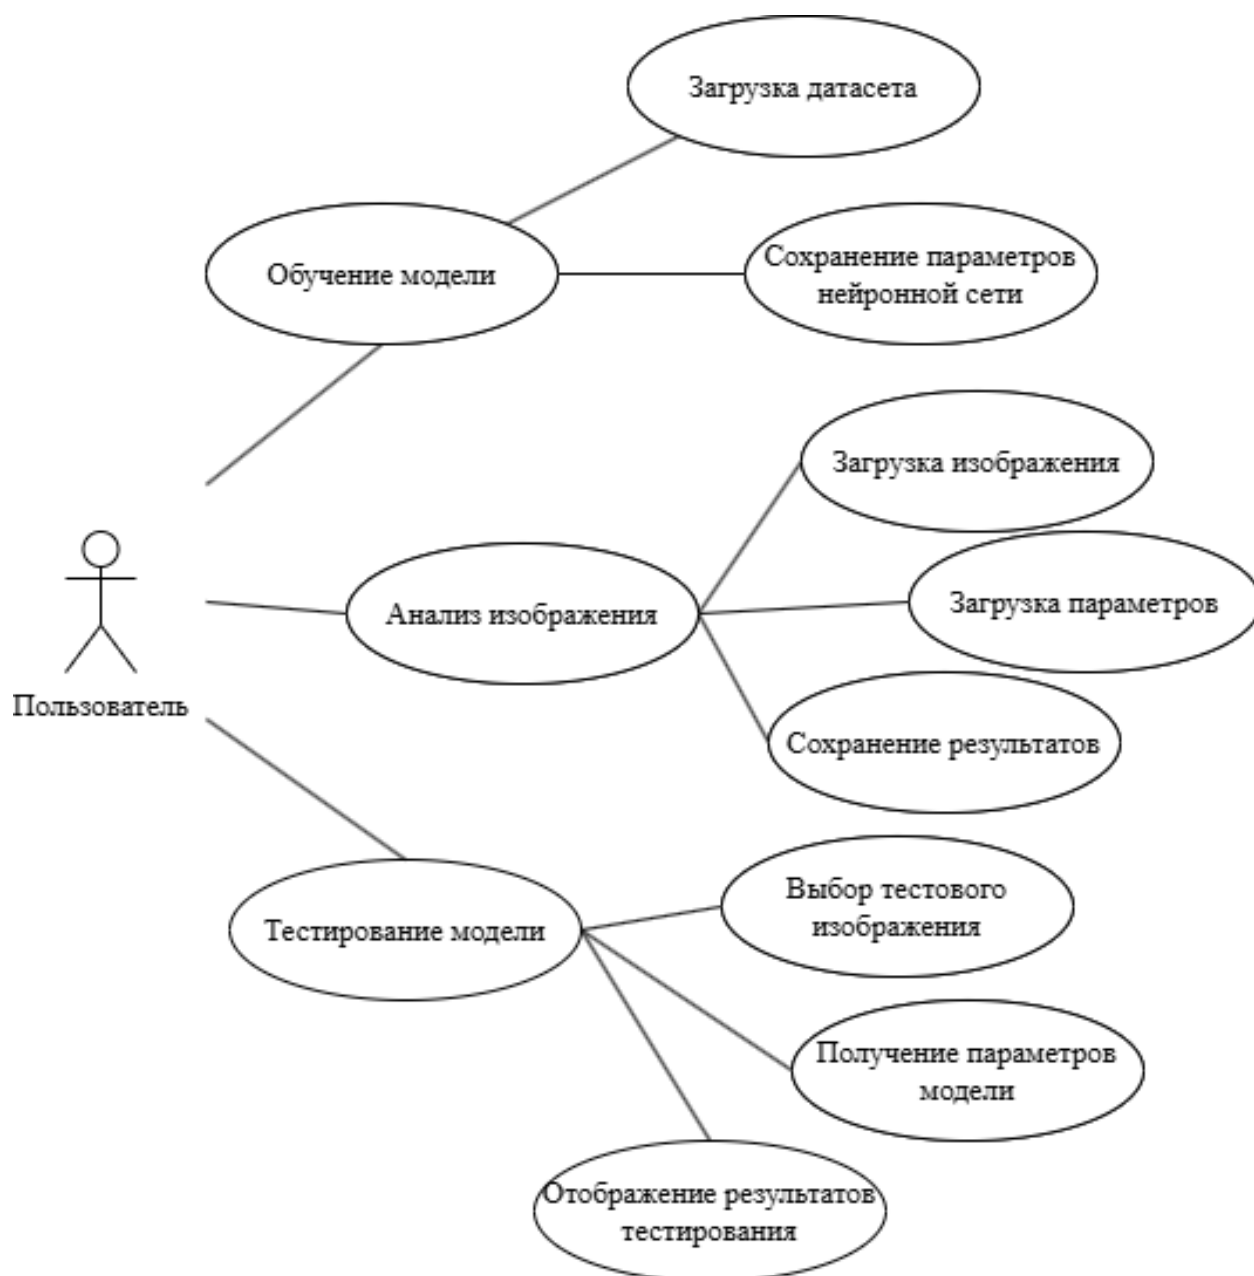 Загрузка датасета
Обучение модели
Сохранение параметров
нейронной сети
Загрузка изображения
Анализ изображения
Загрузка параметров
Пользователь
Сохранение результатов
Тестирование модели
Выбор тестового
изображения
Получение параметров
модели
Отображение результатов
тестирования